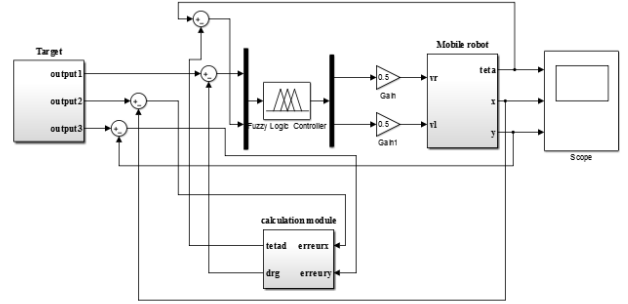 Target
output1
output2
output3
Fuzzy Logic Controller
0.5
Gain
0.5
Gain1
Mobile robot
vr
vl
teta
x
y
Scope
calculation module
tetad
erreurx
drg
erreury